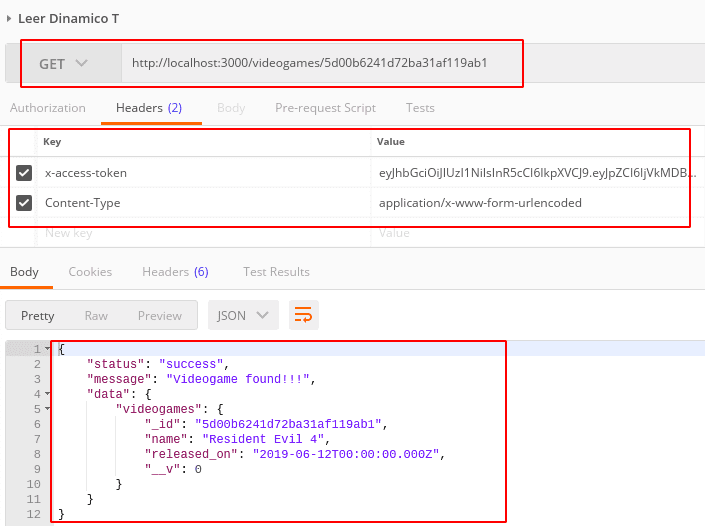 Leer Dinamico T
GET http://localhost:3000/videogames/5d00b6241d72ba31af119ab1
Authorization Headers (2) Body Pre-request Script Tests
Key Value
x-access-token eyJhbGciOiJIUzI1NiIsInR5cCI6IkpXVCJ9.eyJpZCI6IjVkMDB...
Content-Type application/x-www-form-urlencoded
New key Value
Body Cookies Headers (6) Test Results
Pretty Raw Preview JSON
1 {
2 "status": "success",
3 "message": "Videogame found!!!",
4 "data": {
5 "videogames": {
6 "_id": "5d00b6241d72ba31af119ab1",
7 "name": "Resident Evil 4",
8 "released_on": "2019-06-12T00:00:00.000Z",
9 "__v": 0
10 }
11 }
12 }